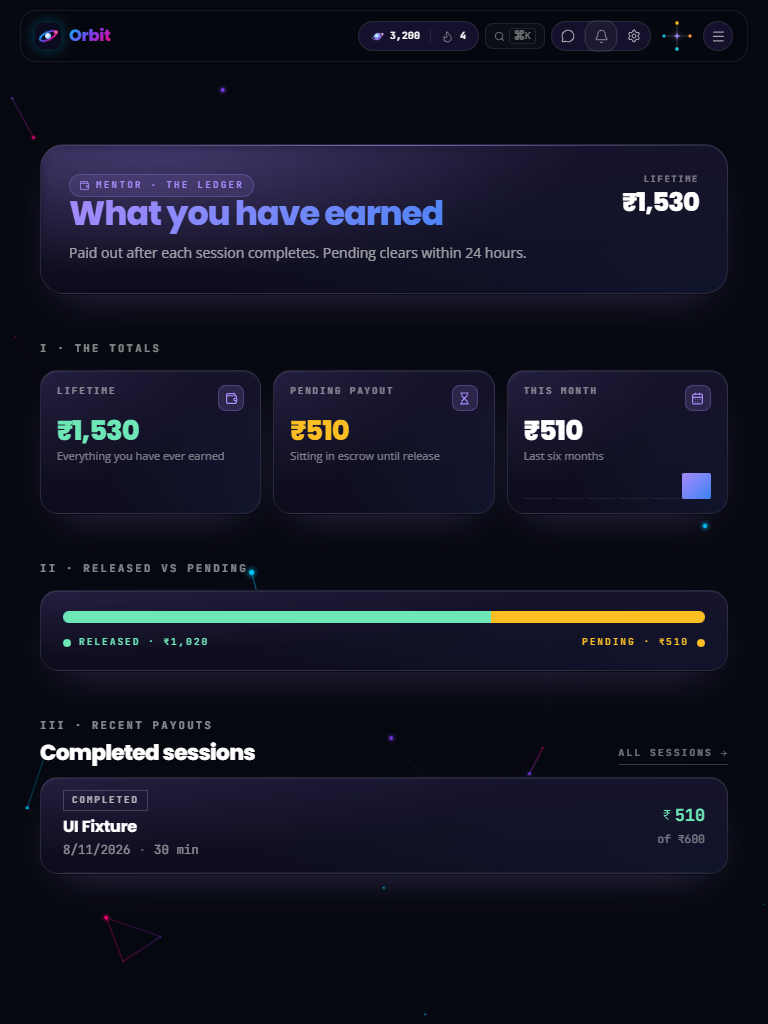 Orbit
3,200
4
⌘K
MENTOR · THE LEDGER
What you have earned
Paid out after each session completes. Pending clears within 24 hours.
LIFETIME
₹1,530
I · THE TOTALS
LIFETIME
₹1,530
Everything you have ever earned
PENDING PAYOUT
₹510
Sitting in escrow until release
THIS MONTH
₹510
Last six months
II · RELEASED VS PENDING
RELEASED · ₹1,020
PENDING · ₹510
III · RECENT PAYOUTS
Completed sessions
ALL SESSIONS →
COMPLETED
UI Fixture
8/11/2026 · 30 min
₹ 510
of ₹600